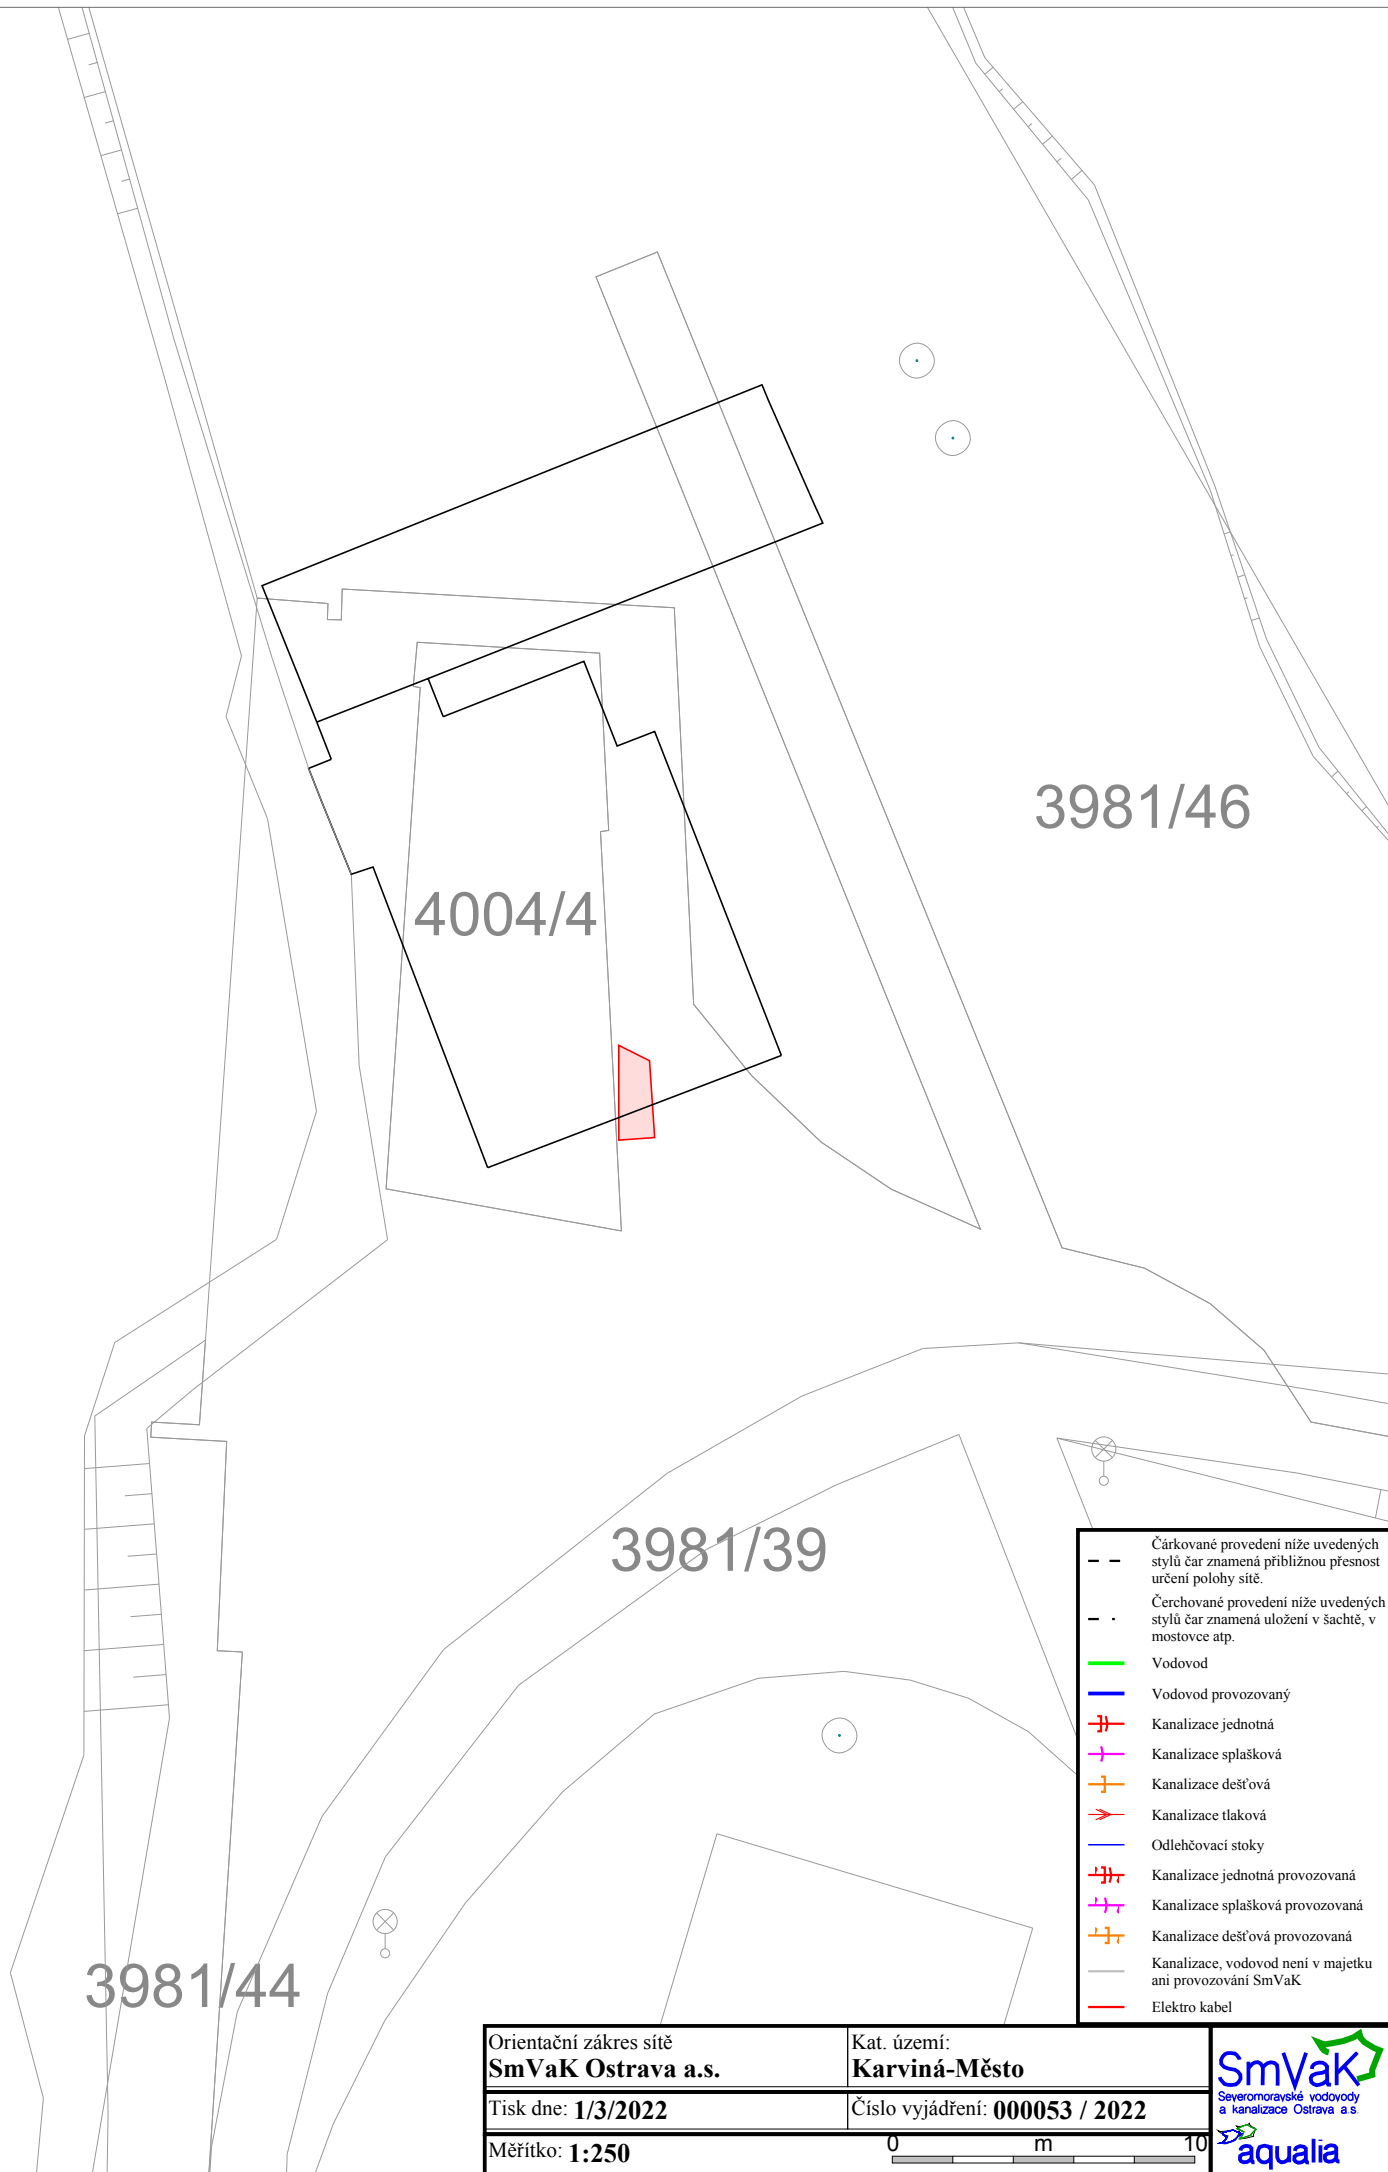 3981/46
4004/4
3981/39
3981/44
Čárkované provedení níže uvedených
stylů čar znamená přibližnou přesnost
určení polohy sítě.
Čerchované provedení níže uvedených
stylů čar znamená uložení v šachtě, v
mostovce atp.
Vodovod
Vodovod provozovaný
Kanalizace jednotná
Kanalizace splašková
Kanalizace dešťová
Kanalizace tlaková
Odlehčovací stoky
Kanalizace jednotná provozovaná
Kanalizace splašková provozovaná
Kanalizace dešťová provozovaná
Kanalizace, vodovod není v majetku
ani provozování SmVaK
Elektro kabel
Orientační zákres sítě
SmVaK Ostrava a.s.
Kat. území:
Karviná-Město
Tisk dne: 1/3/2022
Číslo vyjádření: 000053 / 2022
Měřítko: 1:250
0 m 10
SmVaK
Severomoravské vodovody
a kanalizace Ostrava a.s.
aqualia